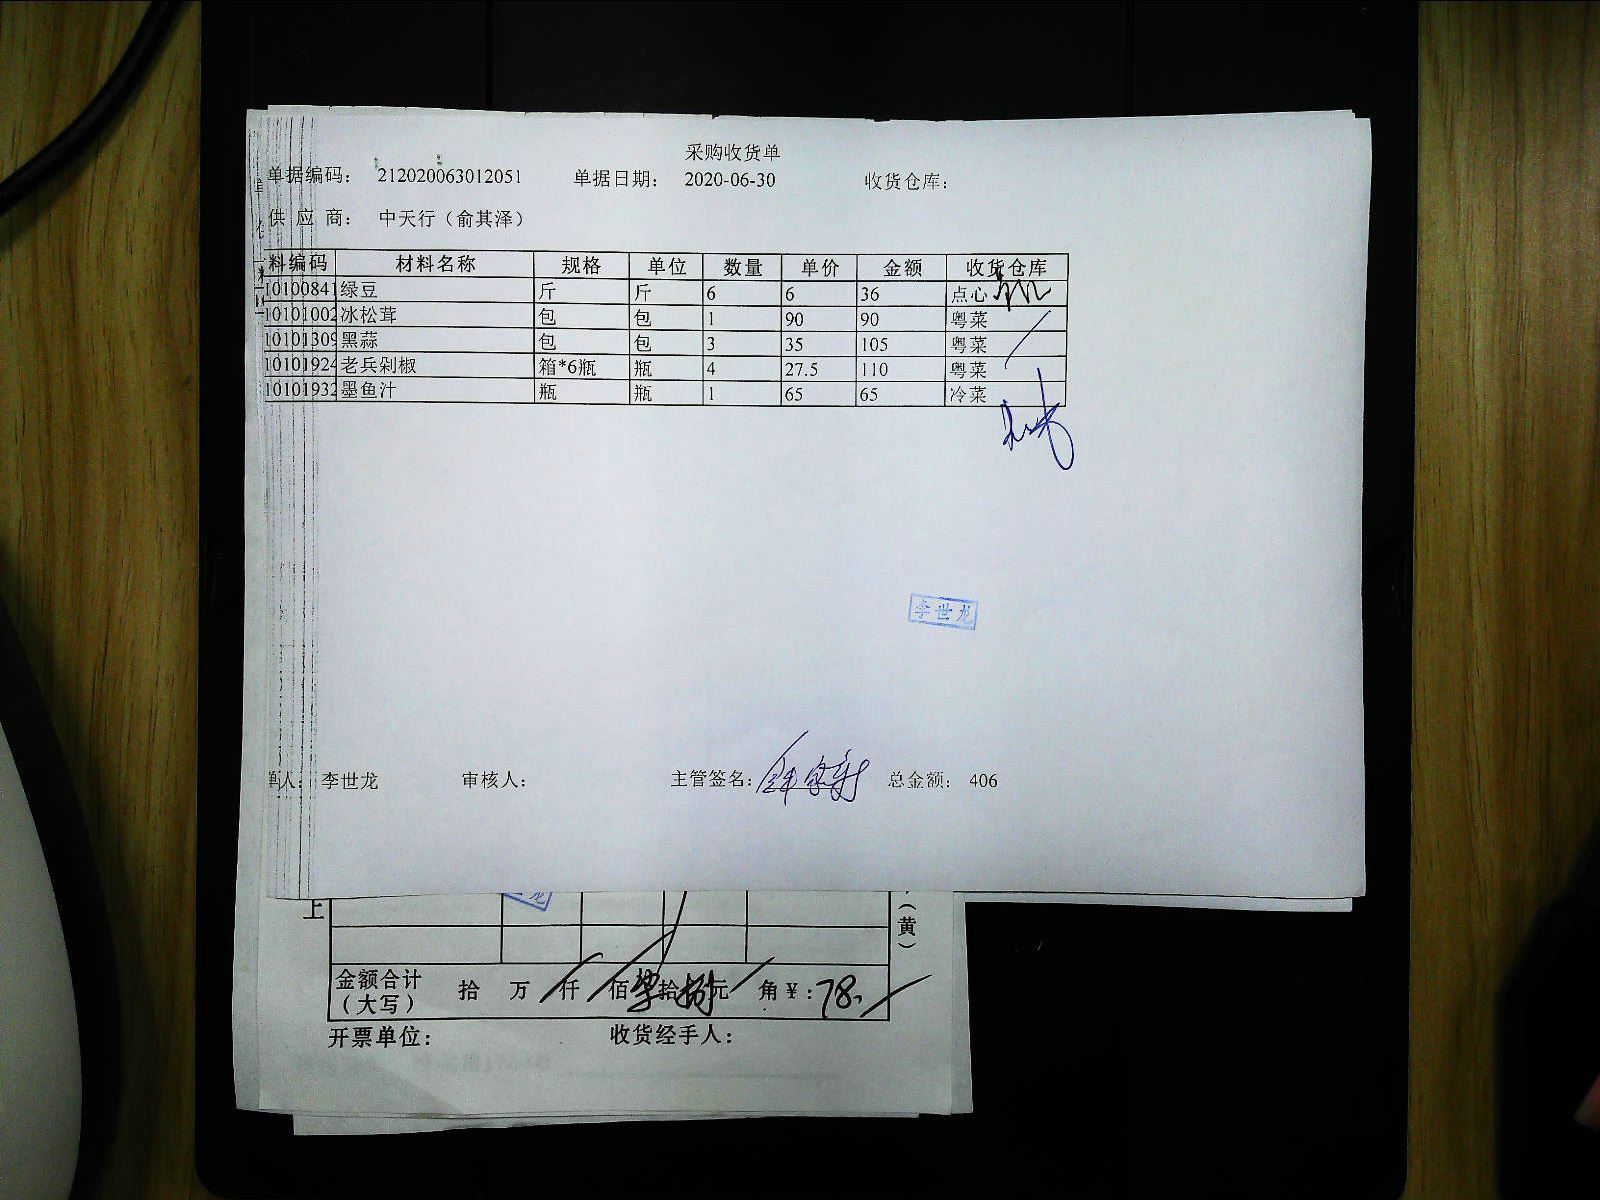 采购收货单
单据编码： 212020063012051 单据日期： 2020-06-30 收货仓库：
供 应 商： 中天行（俞其泽）
料编码 材料名称 规格 单位 数量 单价 金额 收货仓库
10100841 绿豆 斤 斤 6 6 36 点心
10101002 冰松茸 包 包 1 90 90 粤菜
10101309 黑蒜 包 包 3 35 105 粤菜
10101924 老兵剁椒 箱*6瓶 瓶 4 27.5 110 粤菜
10101932 墨鱼汁 瓶 瓶 1 65 65 冷菜
李世龙
单人： 李世龙 审核人： 主管签名： 总金额： 406
龙
上
（黄）
金额合计（大写） 拾 万 仟 佰 柒 拾 捌 元 角 ￥：78.
开票单位： 收货经手人：